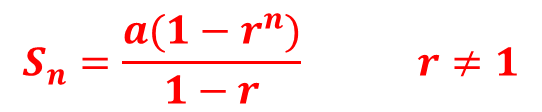 Sₙ = a(1 − rⁿ) / 1 − r    r ≠ 1